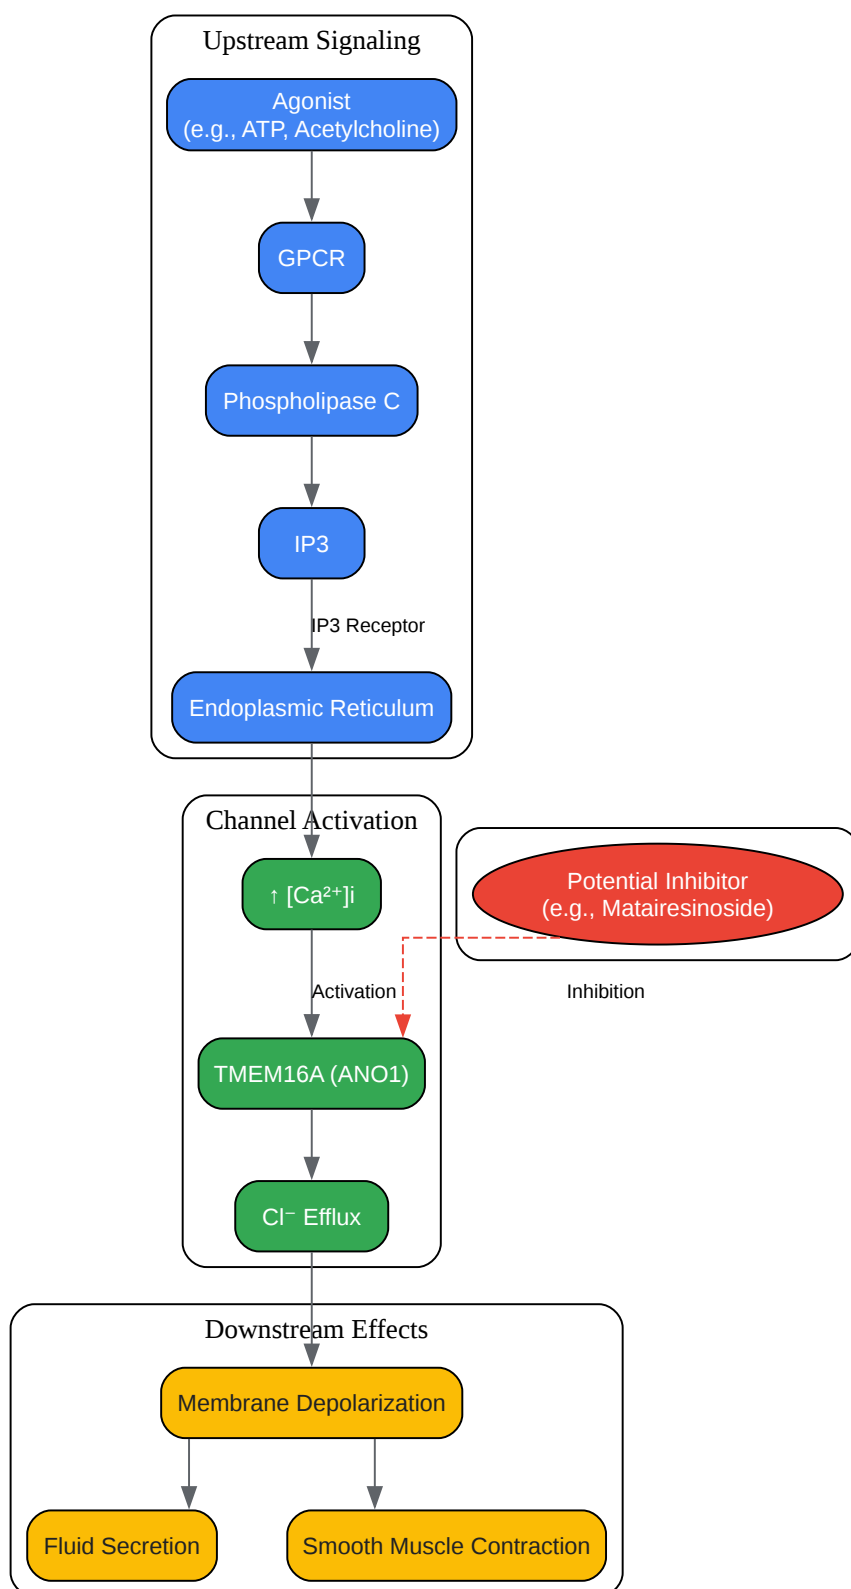 Upstream Signaling
Agonist
(e.g., ATP, Acetylcholine)
GPCR
Phospholipase C
IP3
IP3 Receptor
Endoplasmic Reticulum
Channel Activation
↑ [Ca²⁺]i
Potential Inhibitor
(e.g., Matairesinoside)
Activation
Inhibition
TMEM16A (ANO1)
Cl⁻ Efflux
Downstream Effects
Membrane Depolarization
Fluid Secretion
Smooth Muscle Contraction